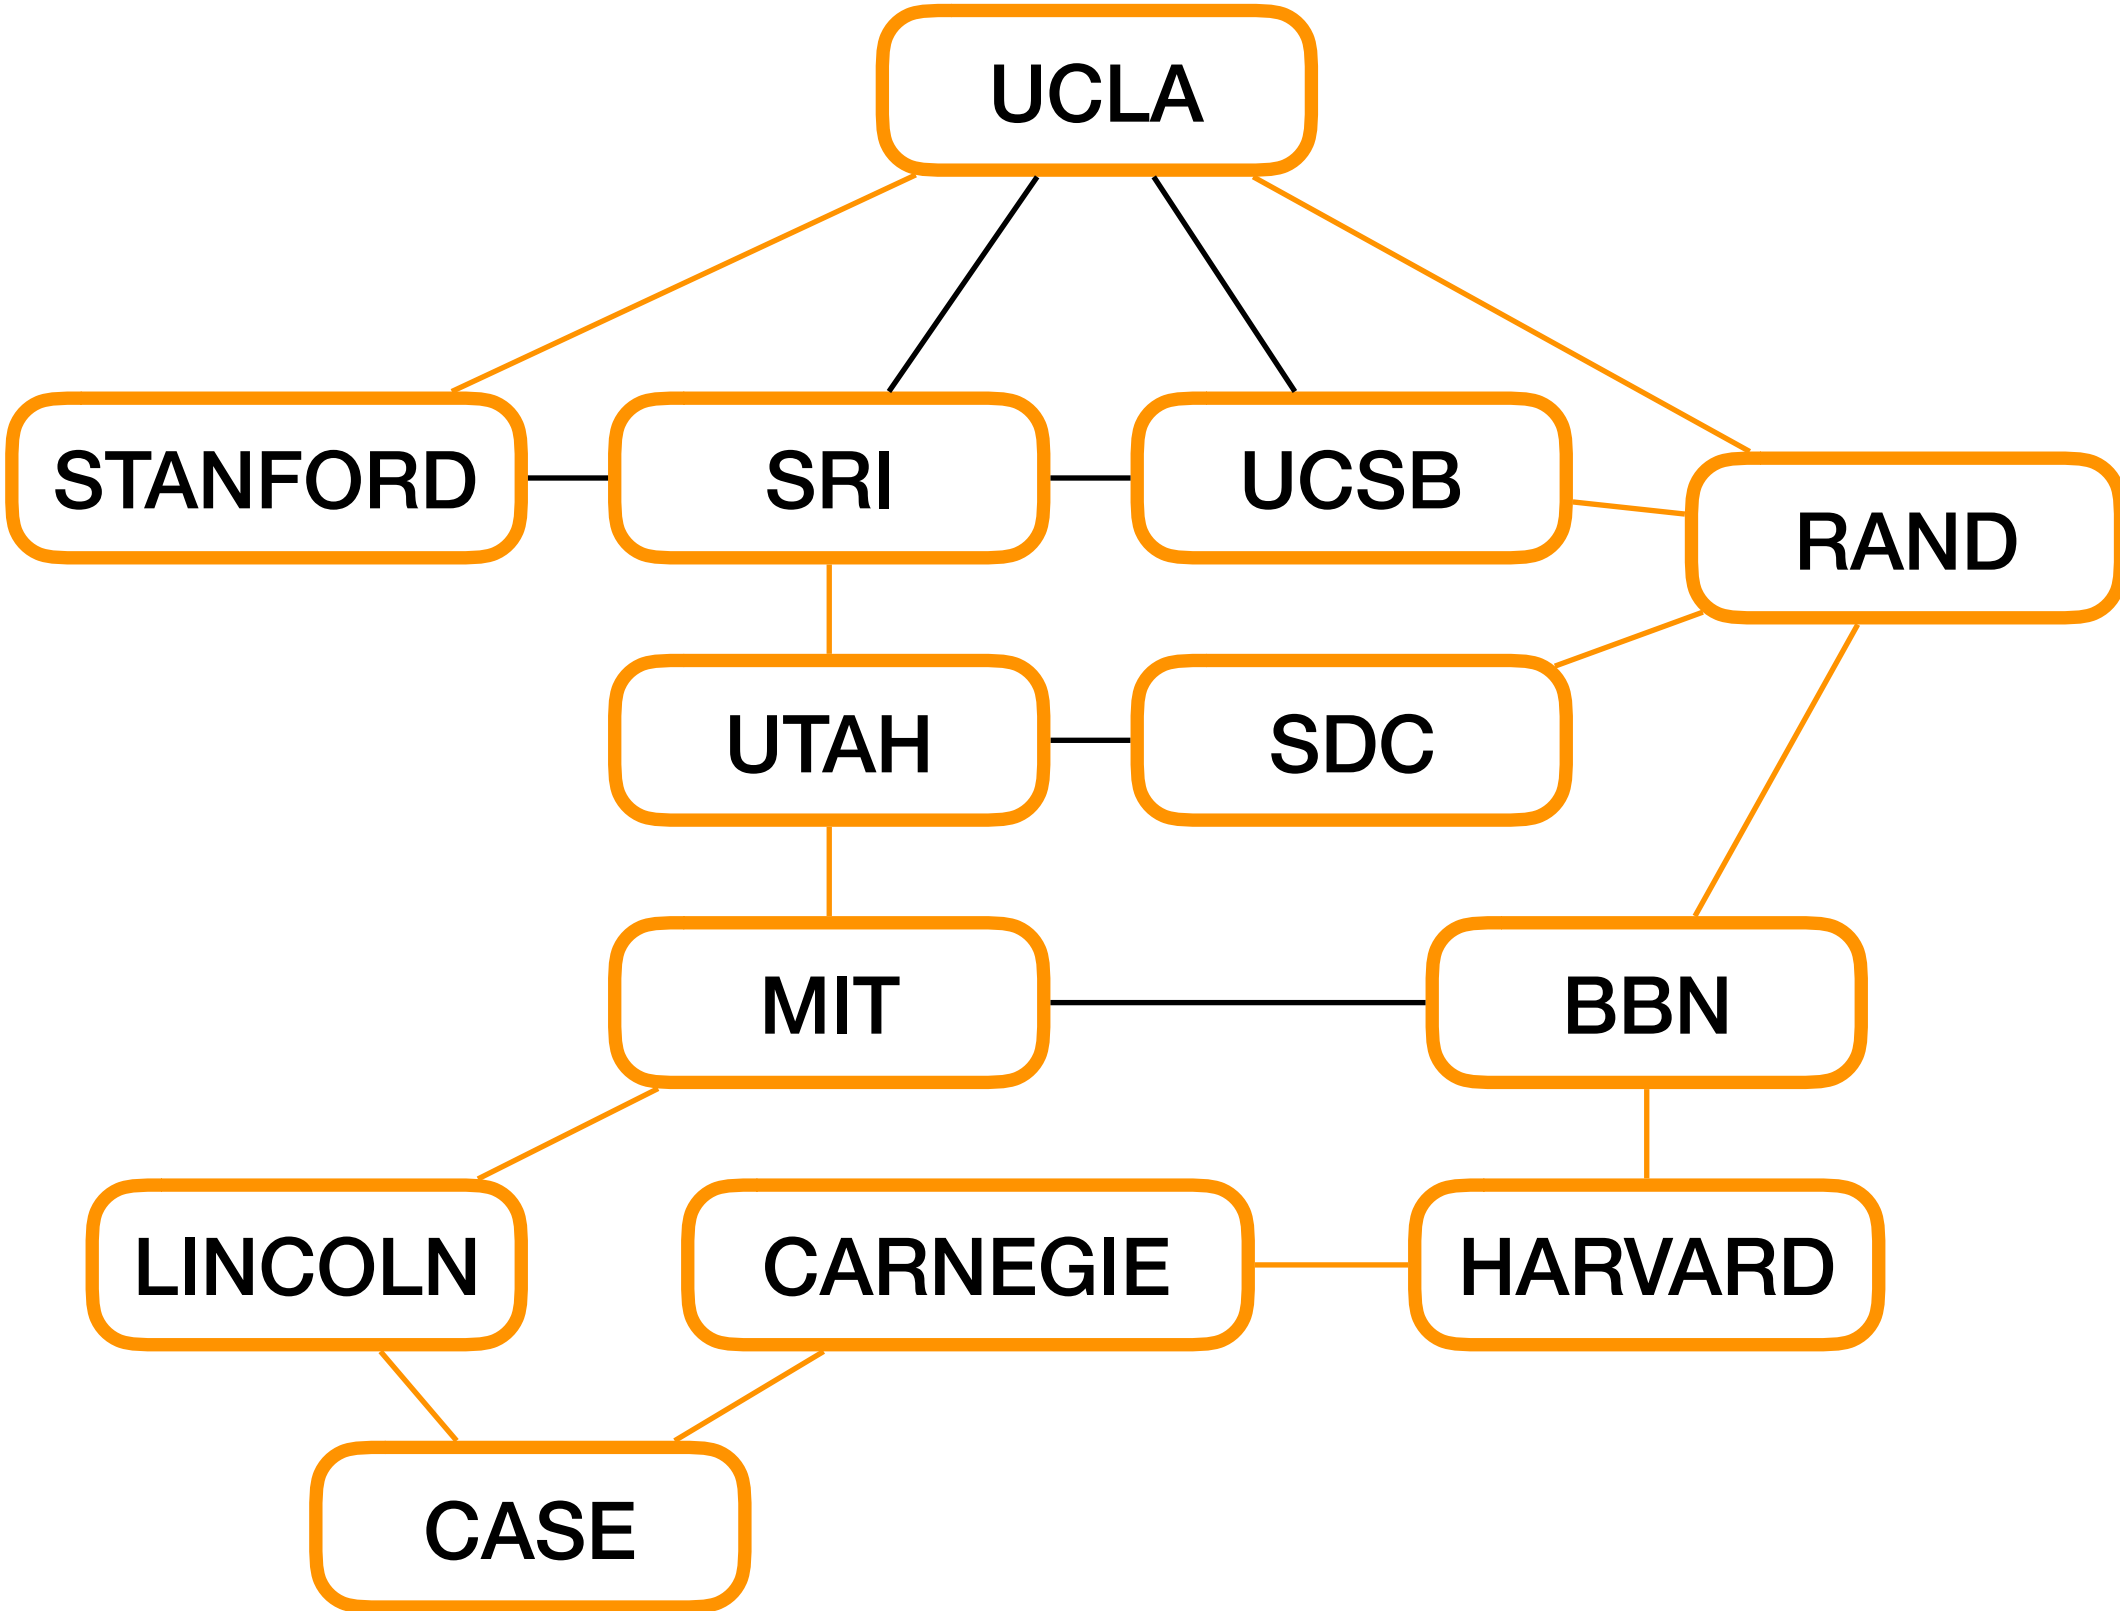 UCLA
STANFORD
SRI
UCSB
RAND
UTAH
SDC
MIT
BBN
LINCOLN
CARNEGIE
HARVARD
CASE